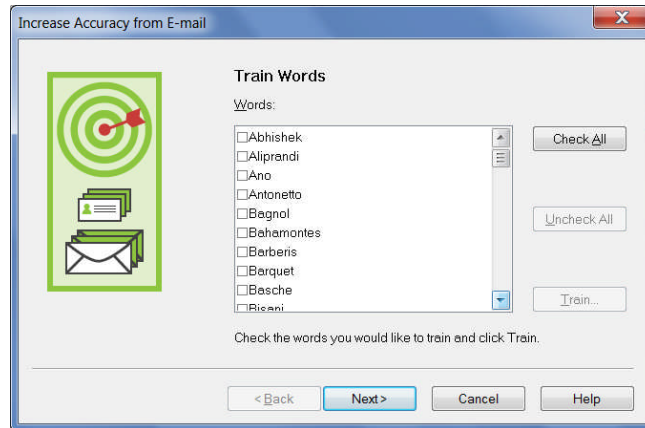 Increase Accuracy from E-mail
X
Train Words
Words:
Abhishek
Aliprandi
Ano
Antonetto
Bagnol
Bahamontes
Barberis
Barquet
Basche
Bisani
Check All
Uncheck All
Train...
Check the words you would like to train and click Train.
< Back
Next >
Cancel
Help